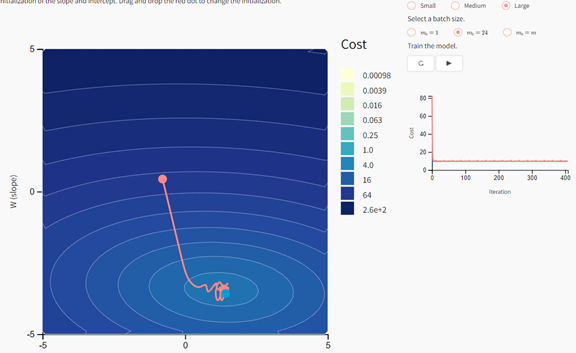 initialization of the slope and intercept. Drag and drop the red dot to change the initialization.
Small Medium Large
Select a batch size.
mₐ = 1 mₐ = 24 mₐ = m
Train the model.
Cost
0.00098
0.0039
0.016
0.063
0.25
1.0
4.0
16
64
2.6e+2
5
0
-5
W (slope)
-5 0 5
80
60
40
20
0
Cost
0 100 200 300 400
Iteration